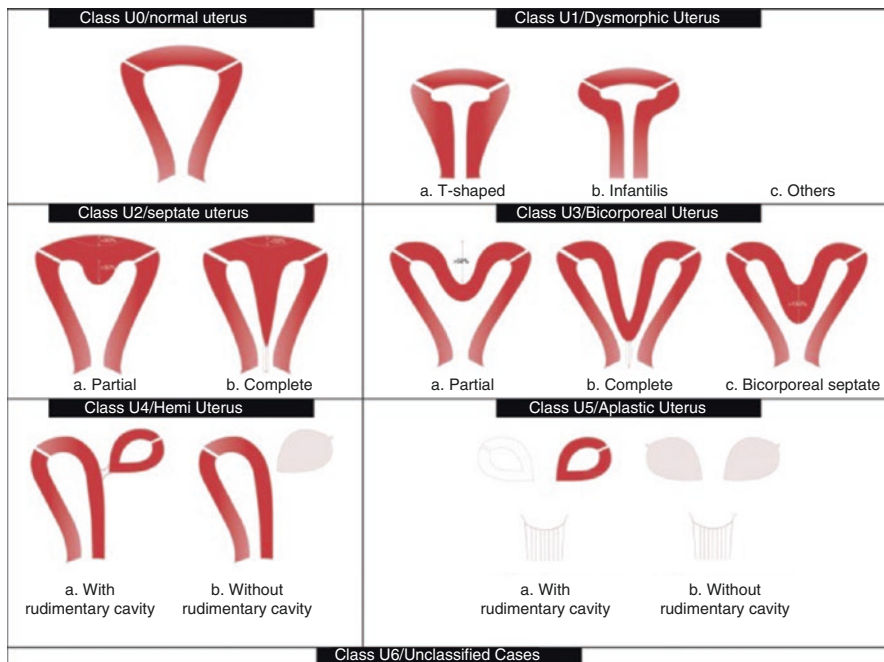 Class U0/normal uterus
Class U1/Dysmorphic Uterus
a. T-shaped
b. Infantilis
c. Others
Class U2/septate uterus
a. Partial
b. Complete
Class U3/Bicorporeal Uterus
a. Partial
b. Complete
c. Bicorporeal septate
Class U4/Hemi Uterus
a. With
rudimentary cavity
b. Without
rudimentary cavity
Class U5/Aplastic Uterus
a. With
rudimentary cavity
b. Without
rudimentary cavity
Class U6/Unclassified Cases